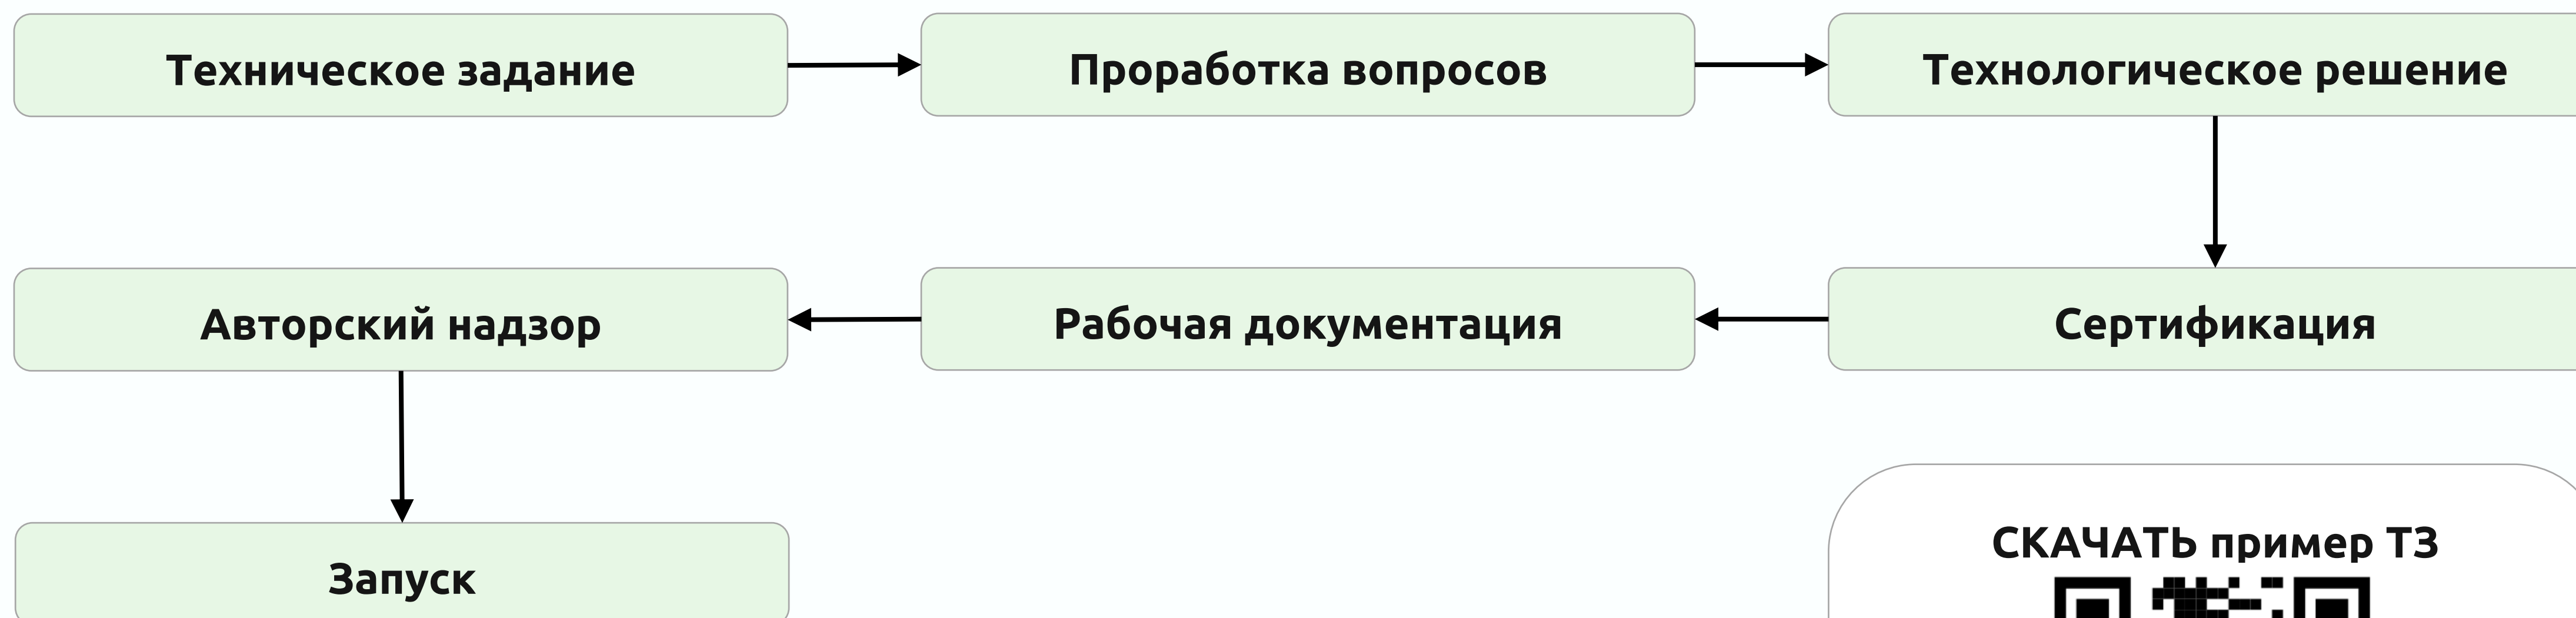 Техническое задание
Проработка вопросов
Технологическое решение
Авторский надзор
Рабочая документация
Сертификация
СКАЧАТЬ пример ТЗ
Запуск